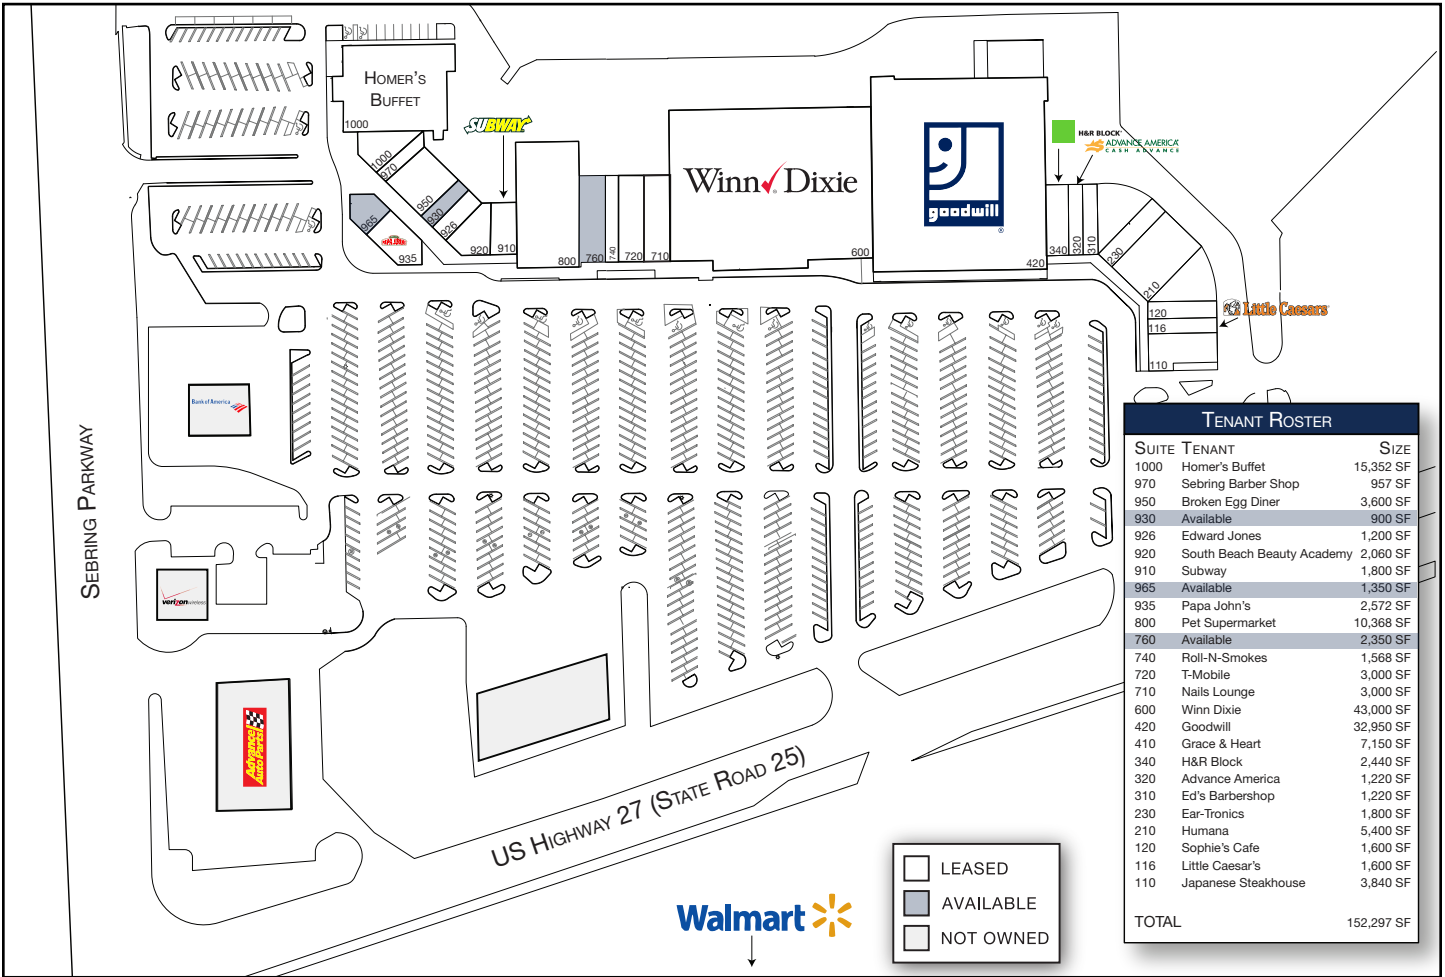 HOMER'S
BUFFET
1000
SUBWAY
1000
970
950
930
926
920
910
965
935
800
760
740
720
710
Winn Dixie
600
goodwill
420
H&R BLOCK
ADVANCE AMERICA
CASH ADVANCE
340
320
310
230
210
120
116
110
Little Caesars
Bank of America
SEBRING PARKWAY
verizon wireless
Advance
Auto Parts
US HIGHWAY 27 (STATE ROAD 25)
Walmart
LEASED
AVAILABLE
NOT OWNED
TENANT ROSTER
SUITE TENANT SIZE
1000 Homer's Buffet 15,352 SF
970 Sebring Barber Shop 957 SF
950 Broken Egg Diner 3,600 SF
930 Available 900 SF
926 Edward Jones 1,200 SF
920 South Beach Beauty Academy 2,060 SF
910 Subway 1,800 SF
965 Available 1,350 SF
935 Papa John's 2,572 SF
800 Pet Supermarket 10,368 SF
760 Available 2,350 SF
740 Roll-N-Smokes 1,568 SF
720 T-Mobile 3,000 SF
710 Nails Lounge 3,000 SF
600 Winn Dixie 43,000 SF
420 Goodwill 32,950 SF
410 Grace & Heart 7,150 SF
340 H&R Block 2,440 SF
320 Advance America 1,220 SF
310 Ed's Barbershop 1,220 SF
230 Ear-Tronics 1,800 SF
210 Humana 5,400 SF
120 Sophie's Cafe 1,600 SF
116 Little Caesar's 1,600 SF
110 Japanese Steakhouse 3,840 SF
TOTAL 152,297 SF